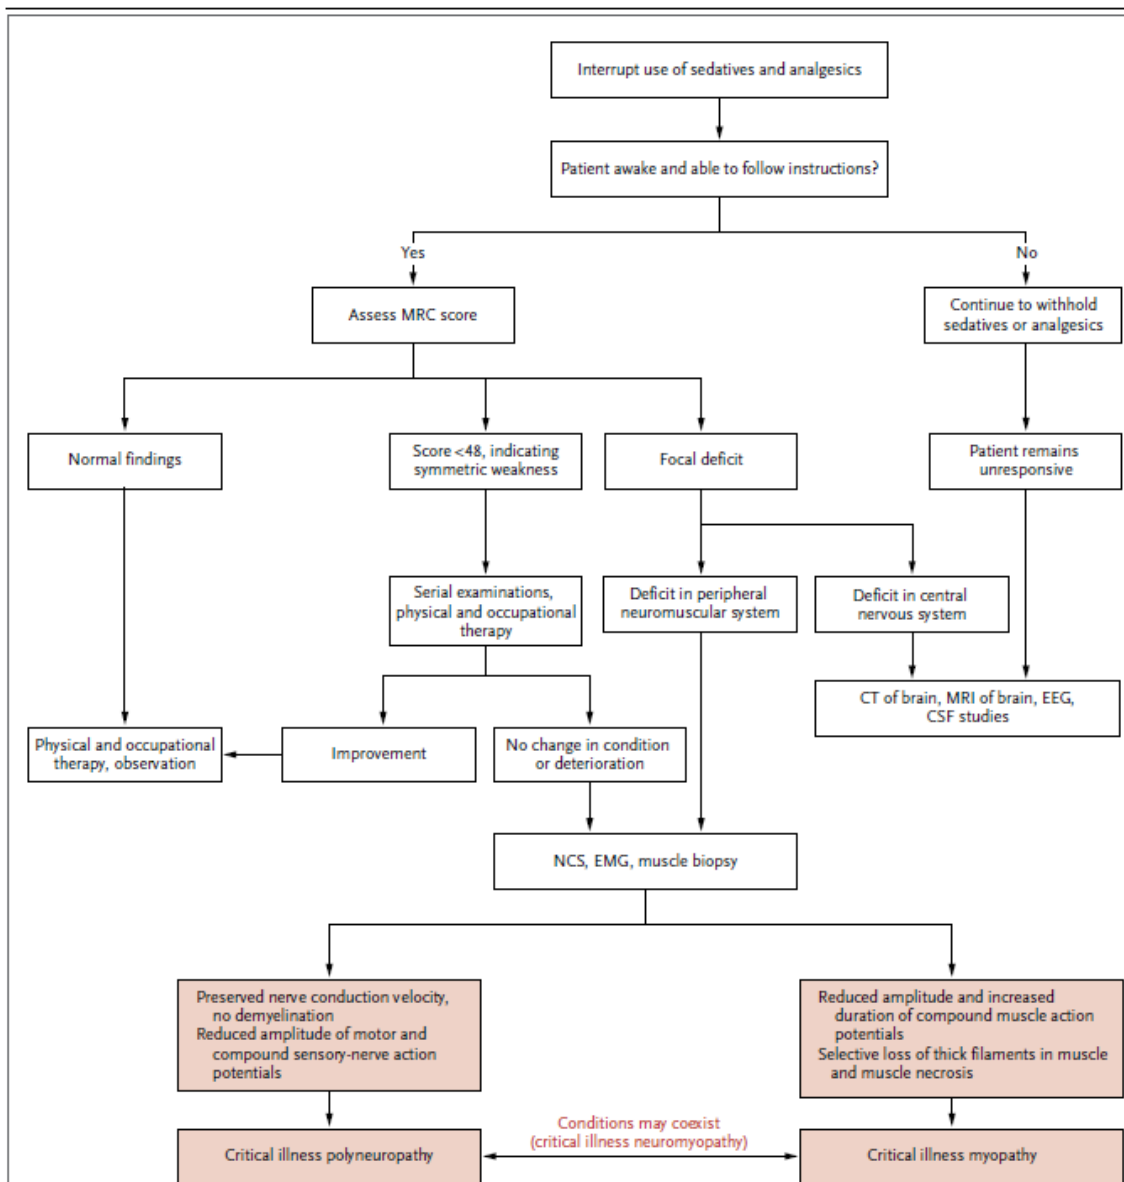 Interrupt use of sedatives and analgesics
Patient awake and able to follow instructions?
Yes
No
Assess MRC score
Continue to withhold
sedatives or analgesics
Normal findings
Score <48, indicating
symmetric weakness
Focal deficit
Patient remains
unresponsive
Serial examinations,
physical and occupational
therapy
Deficit in peripheral
neuromuscular system
Deficit in central
nervous system
CT of brain, MRI of brain, EEG,
CSF studies
Physical and occupational
therapy, observation
Improvement
No change in condition
or deterioration
NCS, EMG, muscle biopsy
Preserved nerve conduction velocity,
no demyelination
Reduced amplitude of motor and
compound sensory-nerve action
potentials
Reduced amplitude and increased
duration of compound muscle action
potentials
Selective loss of thick filaments in muscle
and muscle necrosis
Conditions may coexist
(critical illness neuromyopathy)
Critical illness polyneuropathy
Critical illness myopathy